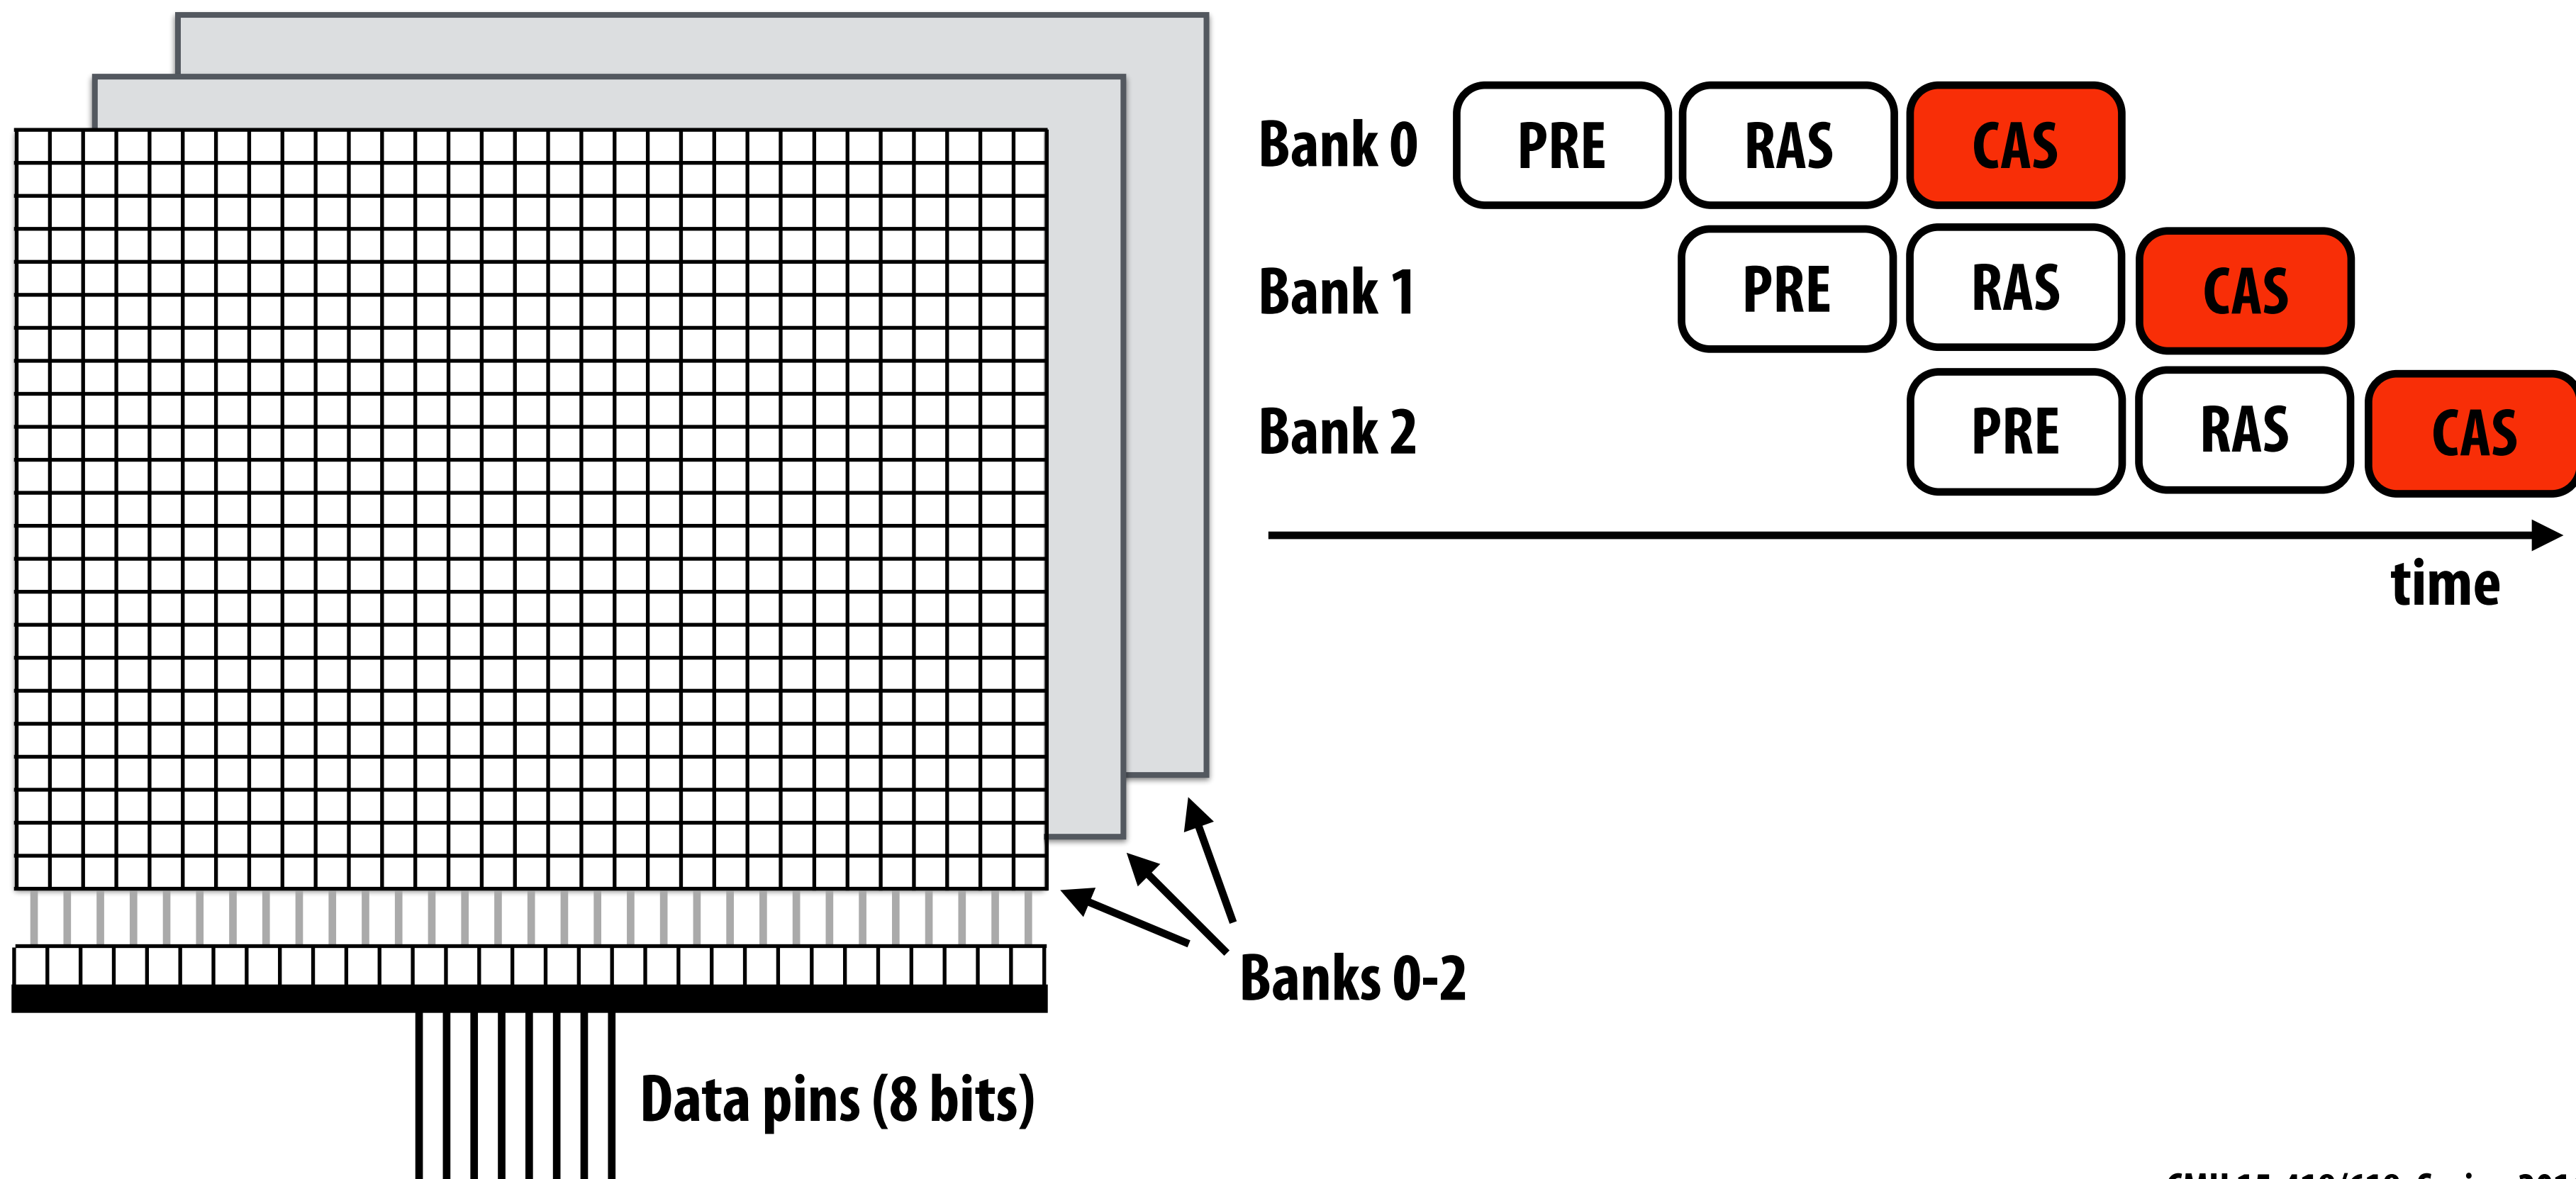 Bank 0 PRE RAS CAS
Bank 1 PRE RAS CAS
Bank 2 PRE RAS CAS
time
Banks 0-2
Data pins (8 bits)